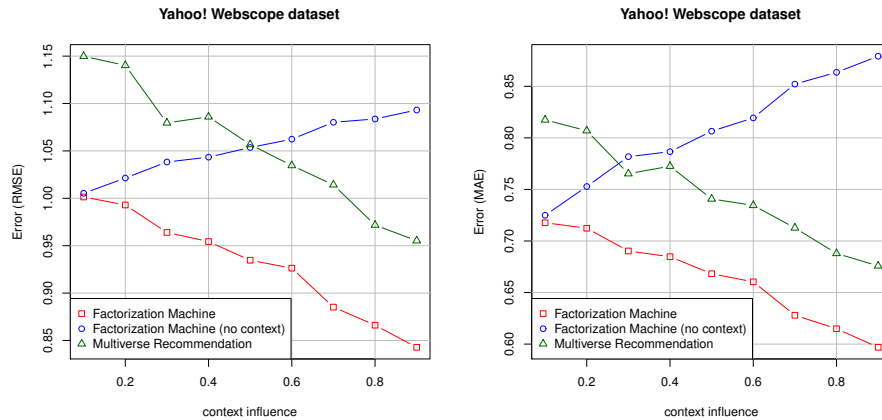 Yahoo! Webscope dataset
Error (RMSE)
1.15
1.10
1.05
1.00
0.95
0.90
0.85
Factorization Machine
Factorization Machine (no context)
Multiverse Recommendation
0.2 0.4 0.6 0.8
context influence
Yahoo! Webscope dataset
Error (MAE)
0.85
0.80
0.75
0.70
0.65
0.60
Factorization Machine
Factorization Machine (no context)
Multiverse Recommendation
0.2 0.4 0.6 0.8
context influence